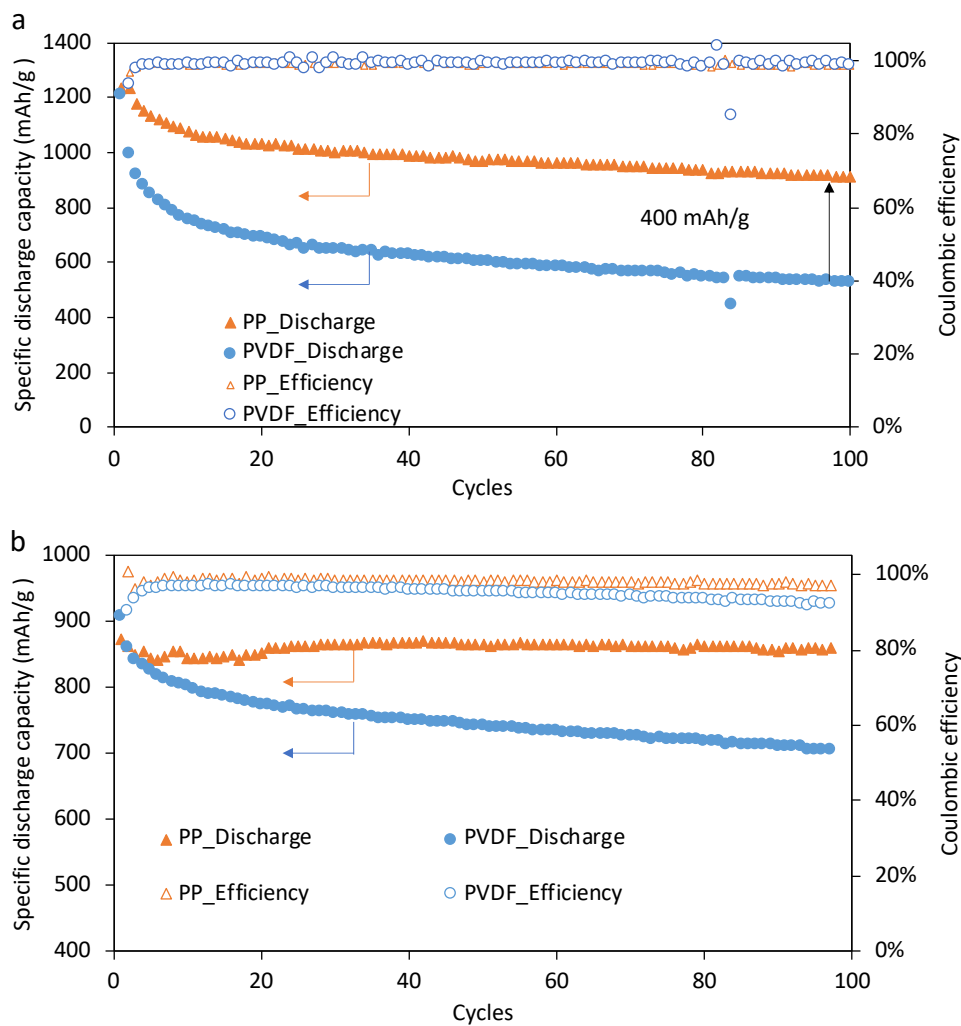 a
Specific discharge capacity (mAh/g )
1400
1200
1000
800
600
400
200
0
100%
80%
60%
40%
20%
0%
Coulombic efficiency
400 mAh/g
PP_Discharge
PVDF_Discharge
PP_Efficiency
PVDF_Efficiency
0 20 40 60 80 100
Cycles
b
Specific discharge capacity (mAh/g )
1000
900
800
700
600
500
400
100%
80%
60%
40%
20%
0%
Coulombic efficiency
PP_Discharge PVDF_Discharge
PP_Efficiency PVDF_Efficiency
0 20 40 60 80 100
Cycles